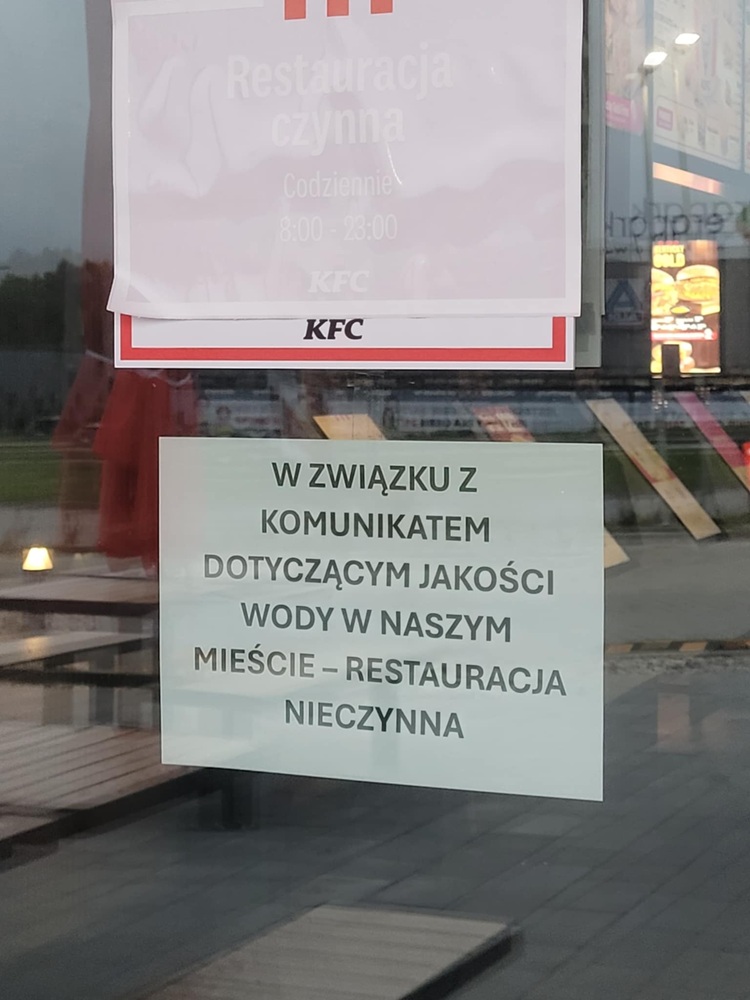 Restauracja
czynna
Codziennie
8:00 - 23:00
KFC
KFC
W ZWIĄZKU Z
KOMUNIKATEM
DOTYCZĄCYM JAKOŚCI
WODY W NASZYM
MIEŚCIE – RESTAURACJA
NIECZYNNA